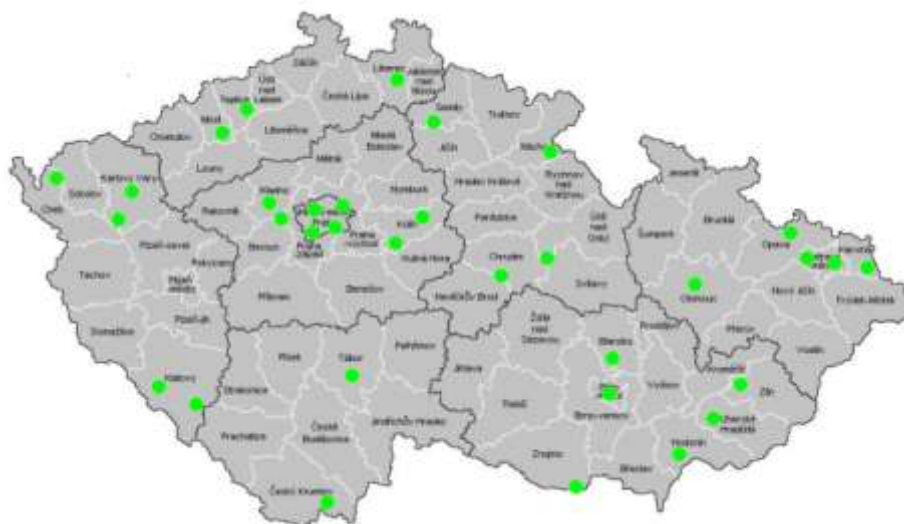 Děčín
Liberec
Jablonec
nad
Nisou
Ústí
nad
Labem
Teplice
Česká Lípa
Most
Semily
Trutnov
Chomutov
Litoměřice
Mladá
Boleslav
Jičín
Náchod
Louny
Mělník
Jeseník
Karlovy Vary
Rychnov
nad
Kněžnou
Sokolov
Hradec Králové
Kladno
Nymburk
Bruntál
Cheb
Rakovník
Pardubice
Ústí
nad
Orlicí
Kolín
Šumperk
Opava
Karviná
Plzeň-sever
Beroun
Praha
západ
Praha
východ
Chrudim
Rokycany
Kutná Hora
Tachov
Nový Jičín
Frýdek-Místek
Plzeň
město
Příbram
Benešov
Svitavy
Olomouc
Havlíčkův Brod
Plzeň-jih
Domažlice
Žďár
nad
Sázavou
Prostějov
Přerov
Písek
Pelhřimov
Blansko
Vsetín
Tábor
Jihlava
Klatovy
Kroměříž
Strakonice
Vyškov
Zlín
Třebíč
Brno-venkov
České
Budějovice
Jindřichův Hradec
Uherské
Hradiště
Prachatice
Hodonín
Znojmo
Břeclav
Český Krumlov